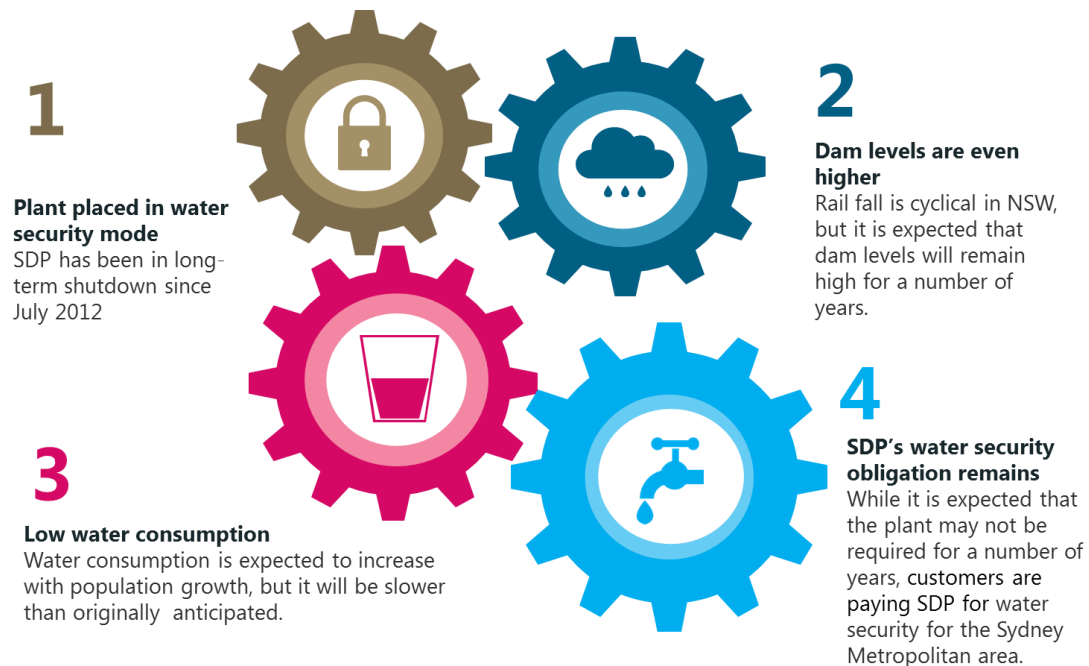 1
Plant placed in water
security mode
SDP has been in long-
term shutdown since
July 2012
2
Dam levels are even
higher
Rail fall is cyclical in NSW,
but it is expected that
dam levels will remain
high for a number of
years.
3
Low water consumption
Water consumption is expected to increase
with population growth, but it will be slower
than originally anticipated.
4
SDP’s water security
obligation remains
While it is expected that
the plant may not be
required for a number of
years, customers are
paying SDP for water
security for the Sydney
Metropolitan area.